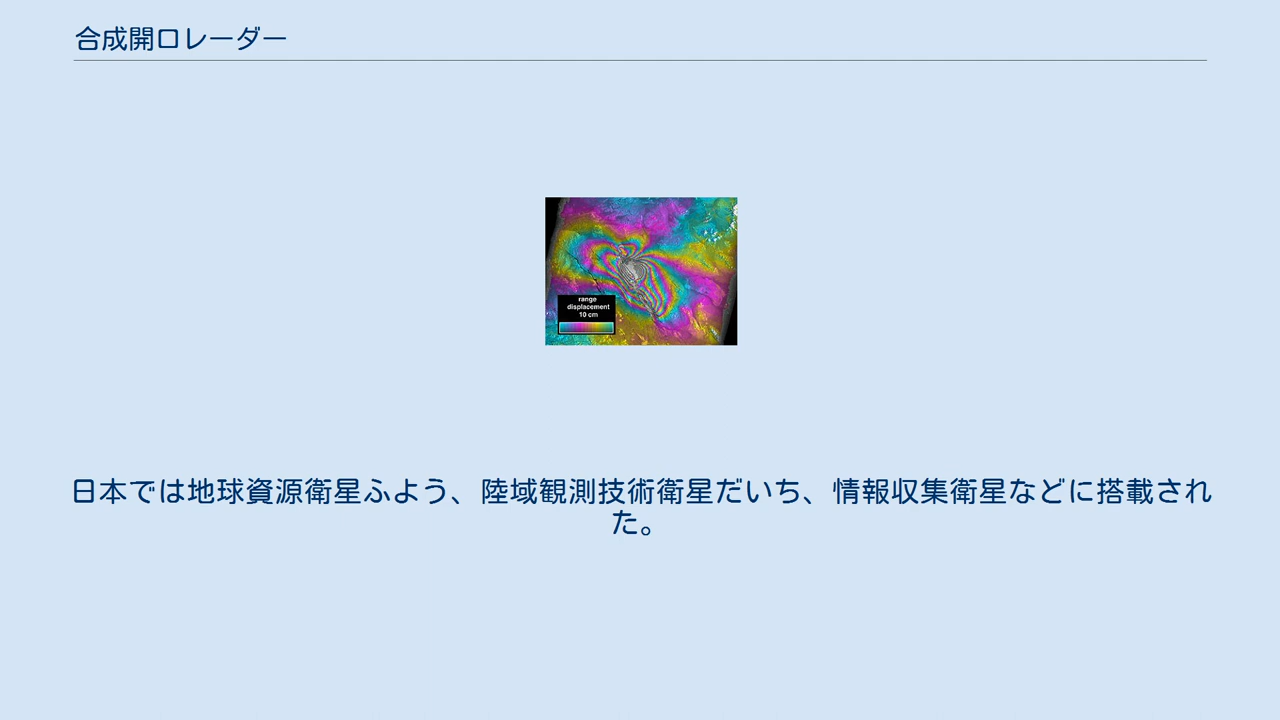 合成開口レーダー
range
displacement
10 cm
日本では地球資源衛星ふよう、陸域観測技術衛星だいち、情報収集衛星などに搭載され
た。